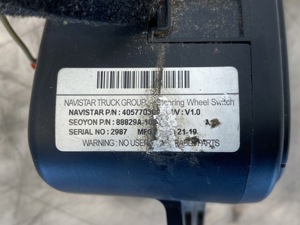 NAVISTAR TRUCK GROUP Steering Wheel Switch
NAVISTAR P/N : 40577 : V1.0
SEOYON P/N : 88829A-10
SERIAL NO : 2987 MFG 21-19
WARNING : NO USER PARTS